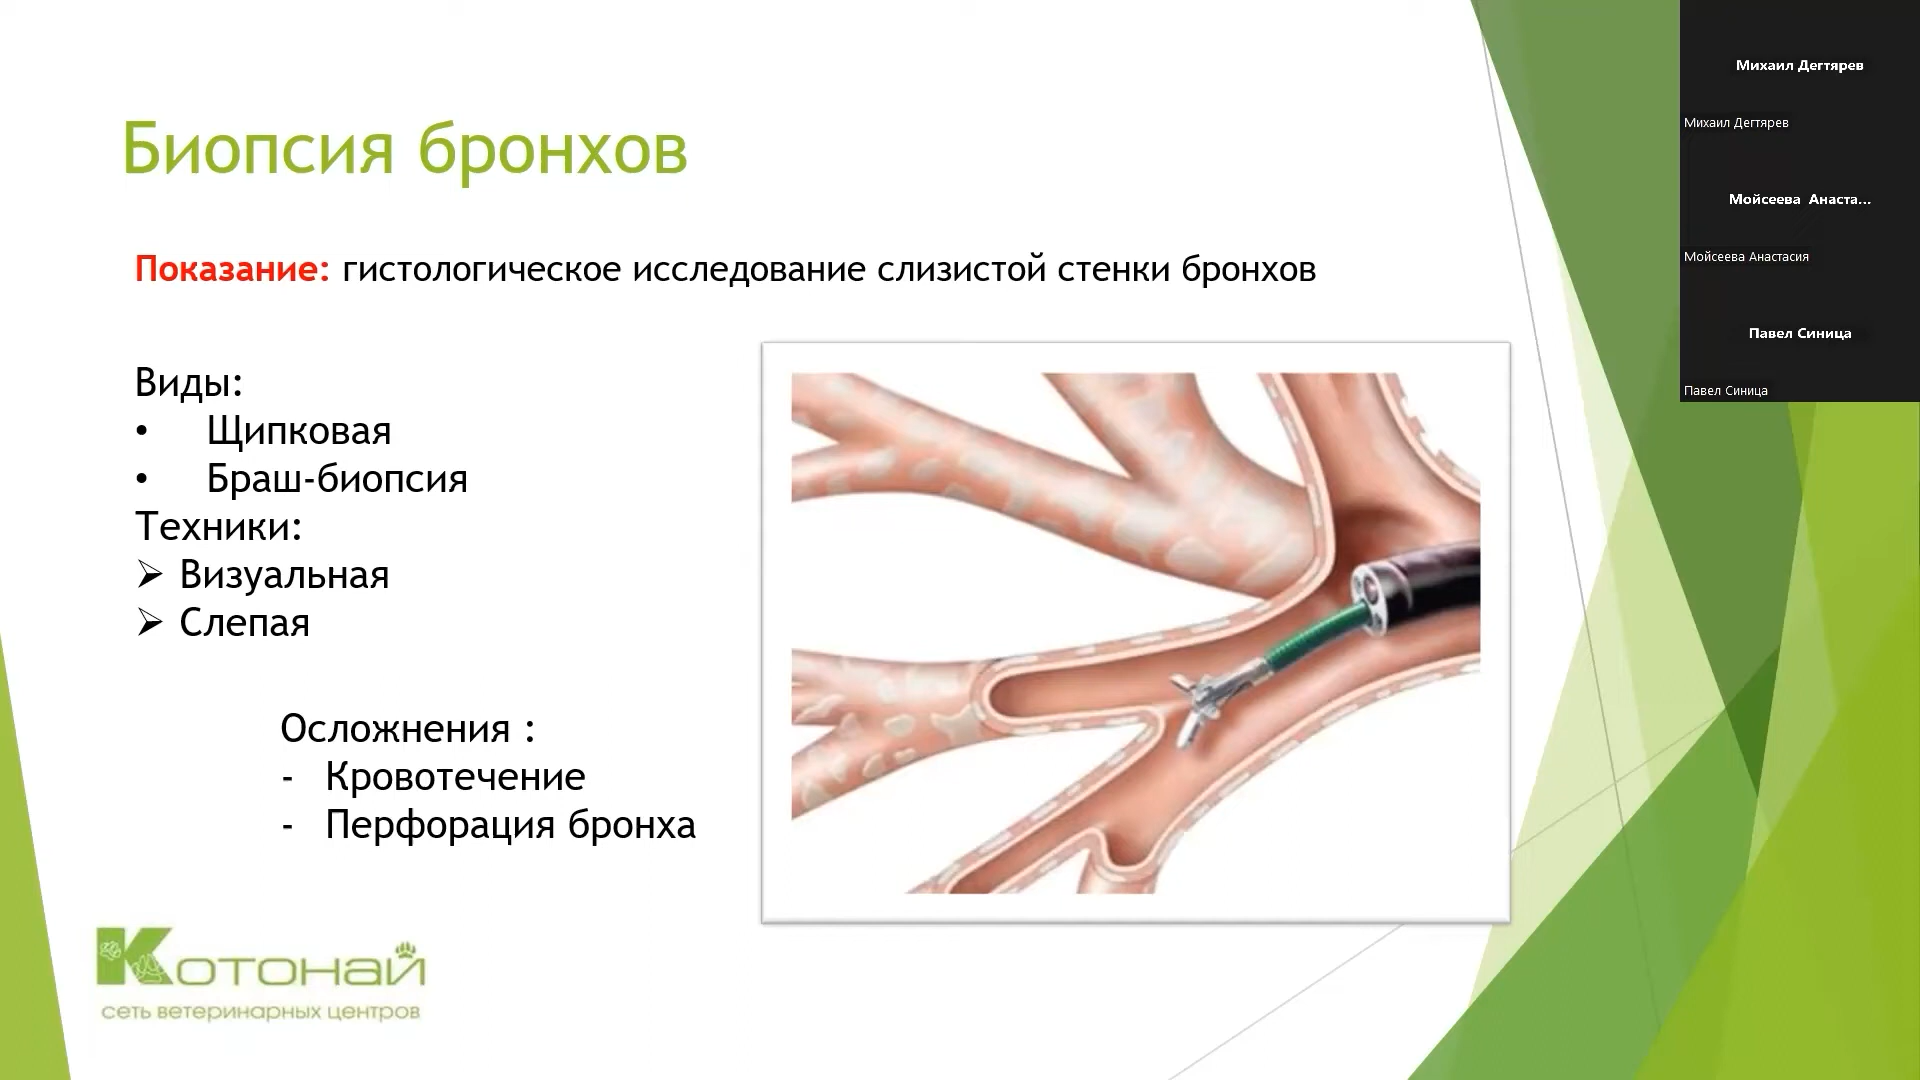 Биопсия бронхов
Показание: гистологическое исследование слизистой стенки бронхов
Виды:
• Щипковая
• Браш-биопсия
Техники:
➢ Визуальная
➢ Слепая
Осложнения :
- Кровотечение
- Перфорация бронха
Котонай
сеть ветеринарных центров
Михаил Дегтярев
Михаил Дегтярев
Мойсеева Анаста...
Мойсеева Анастасия
Павел Синица
Павел Синица